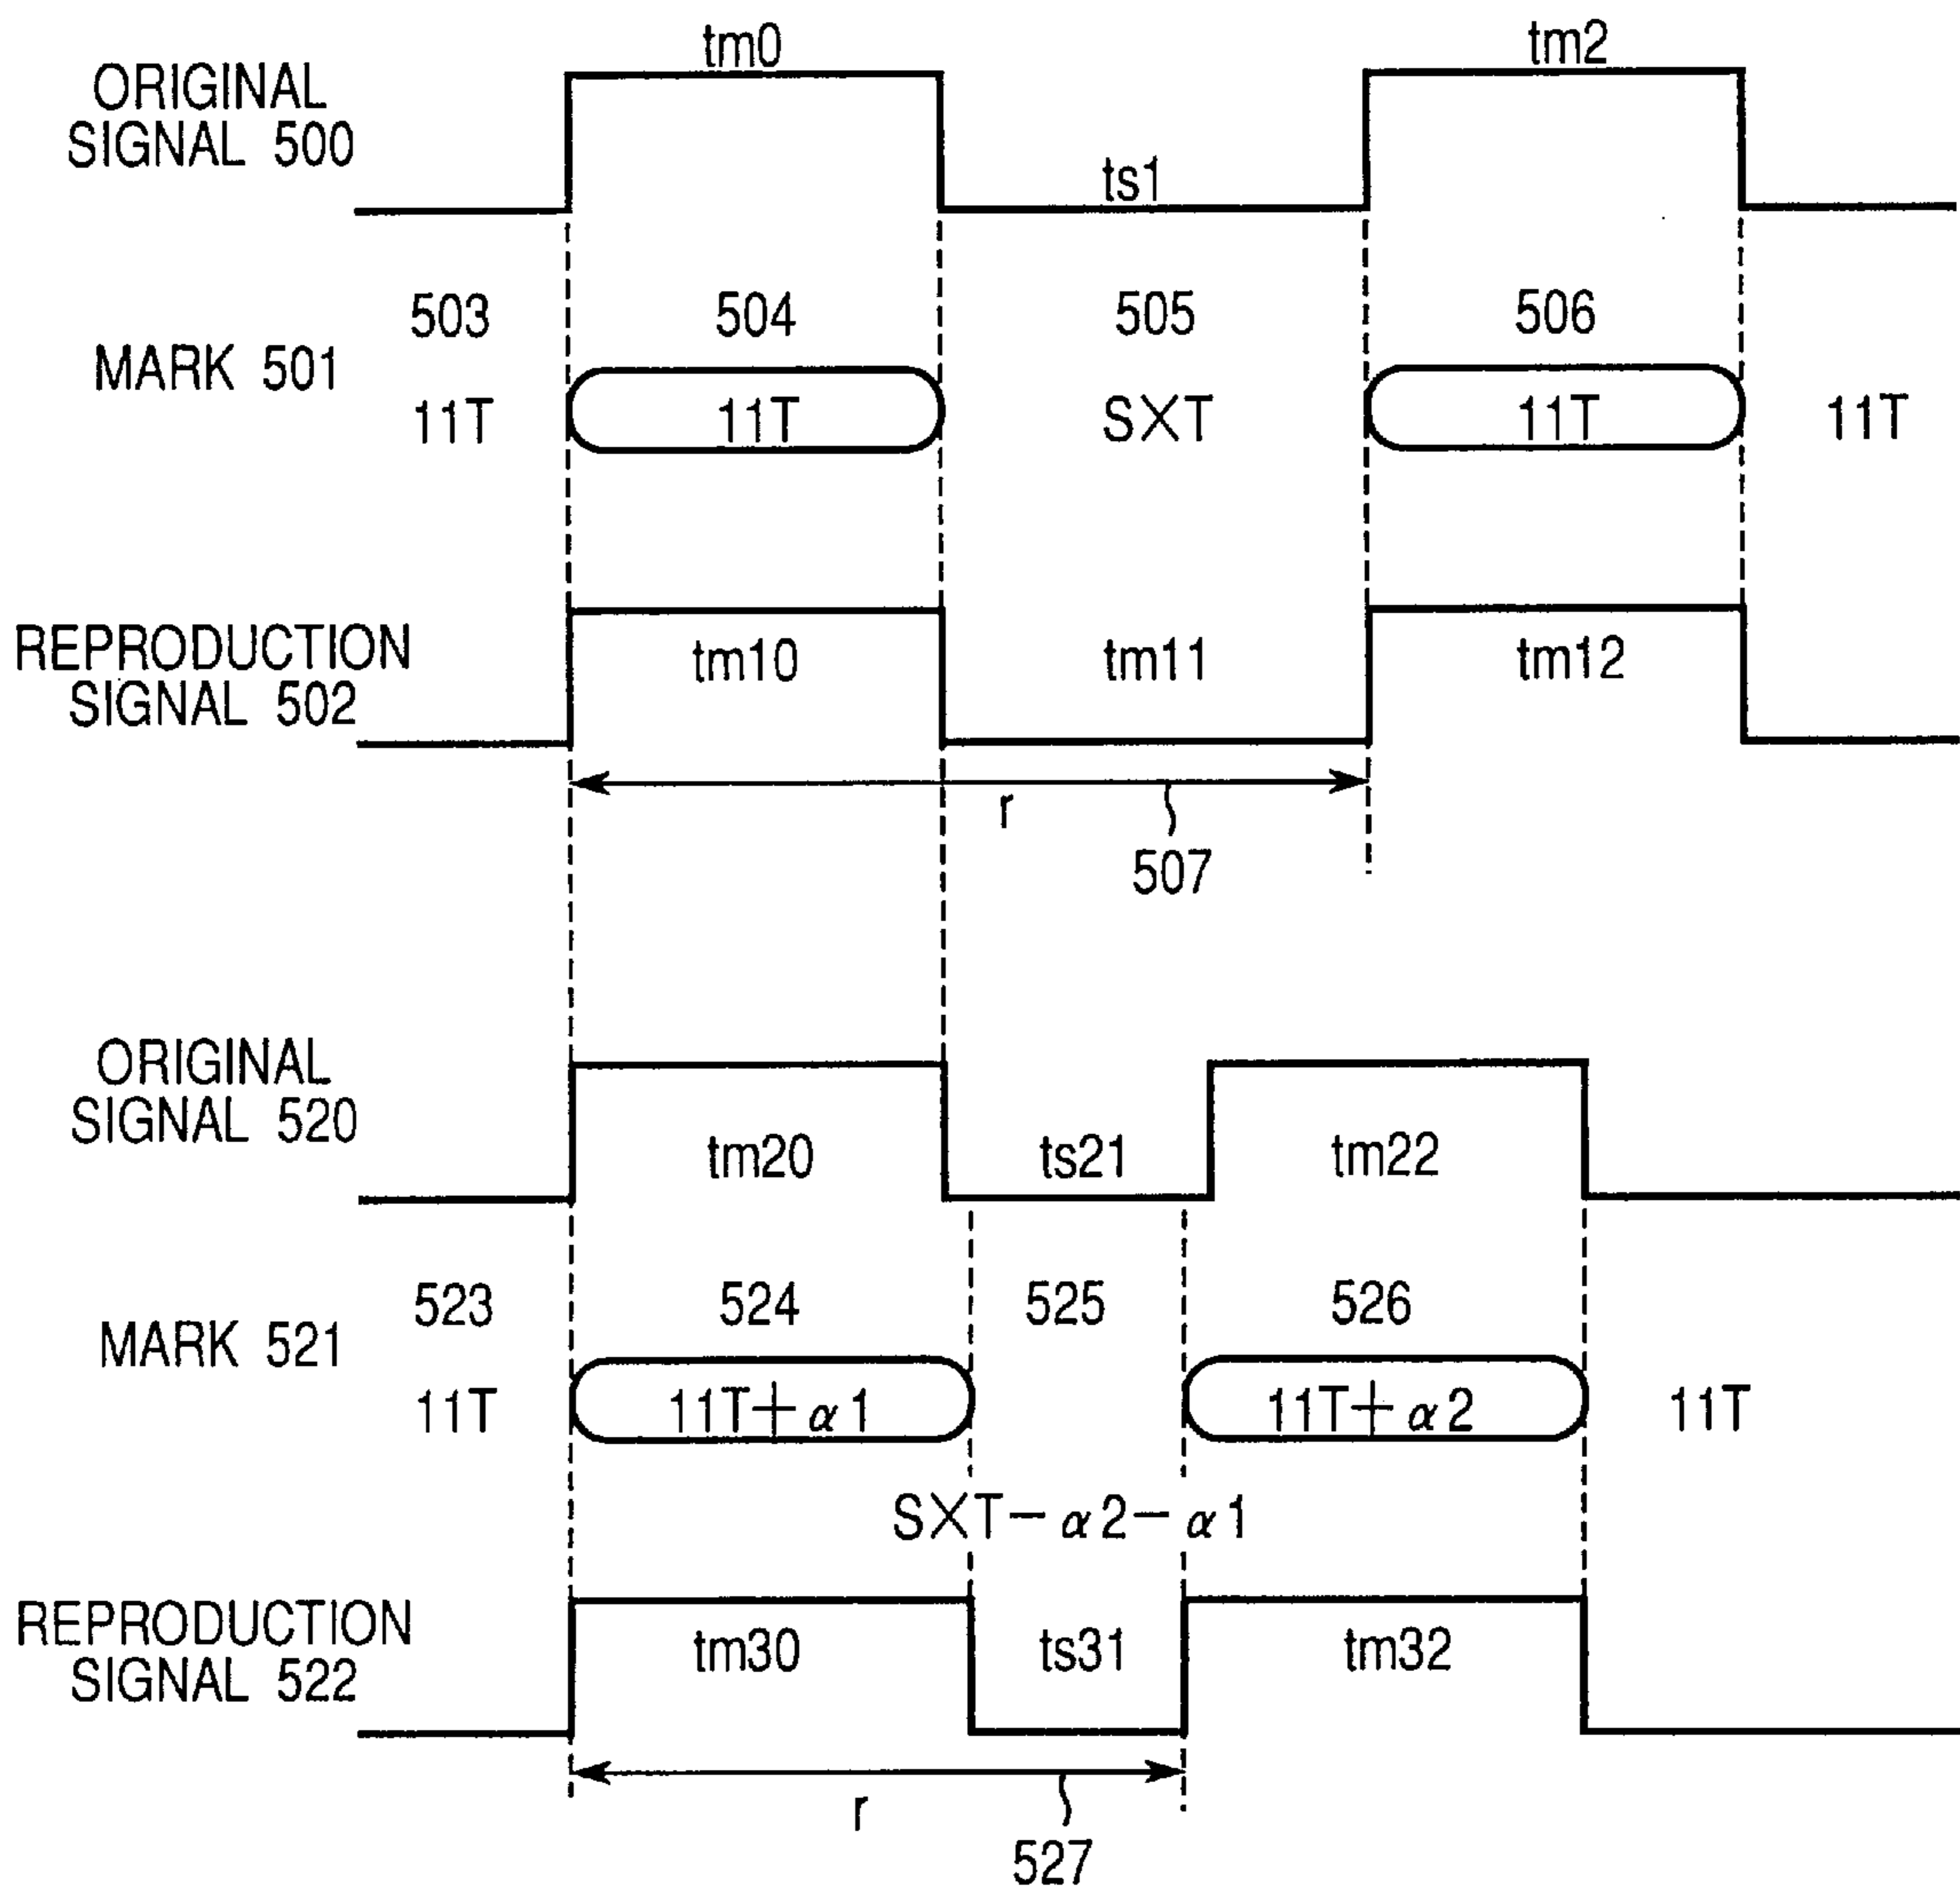 tm0
tm2
ORIGINAL
SIGNAL 500
ts1
503
504
505
506
MARK 501
11T
11T
SXT
11T
11T
REPRODUCTION
SIGNAL 502
tm10
tm11
tm12
r
507
ORIGINAL
SIGNAL 520
tm20
ts21
tm22
523
524
525
526
MARK 521
11T
11T+α1
11T+α2
11T
SXT-α2-α1
REPRODUCTION
SIGNAL 522
tm30
ts31
tm32
r
527